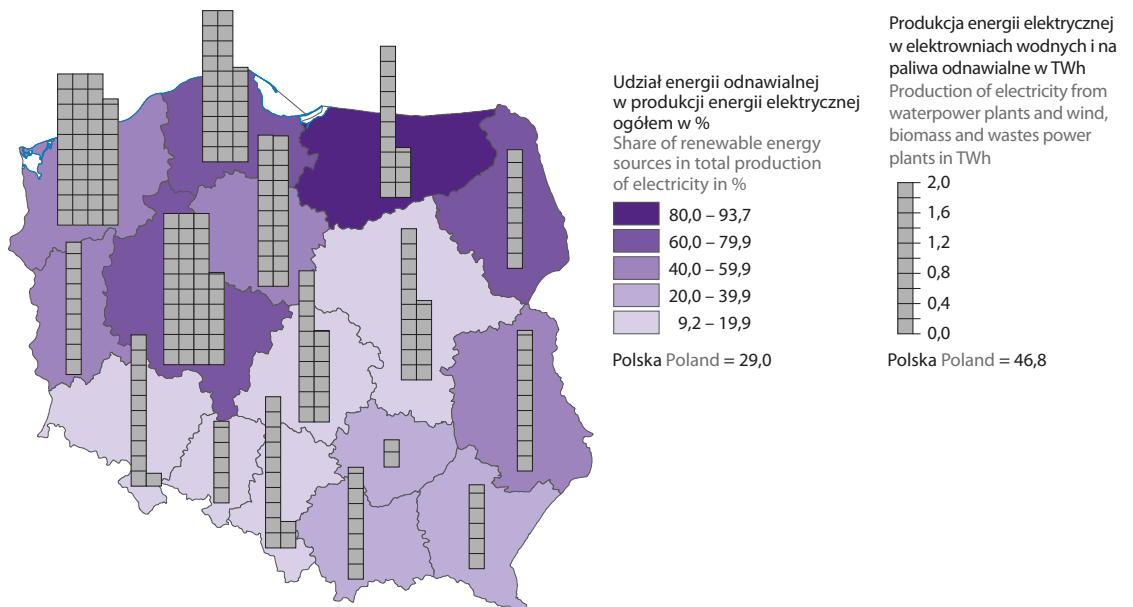 Udział energii odnawialnej
w produkcji energii elektrycznej
ogółem w %
Share of renewable energy
sources in total production
of electricity in %
80,0 – 93,7
60,0 – 79,9
40,0 – 59,9
20,0 – 39,9
9,2 – 19,9
Polska Poland = 29,0
Produkcja energii elektrycznej
w elektrowniach wodnych i na
paliwa odnawialne w TWh
Production of electricity from
waterpower plants and wind,
biomass and wastes power
plants in TWh
2,0
1,6
1,2
0,8
0,4
0,0
Polska Poland = 46,8